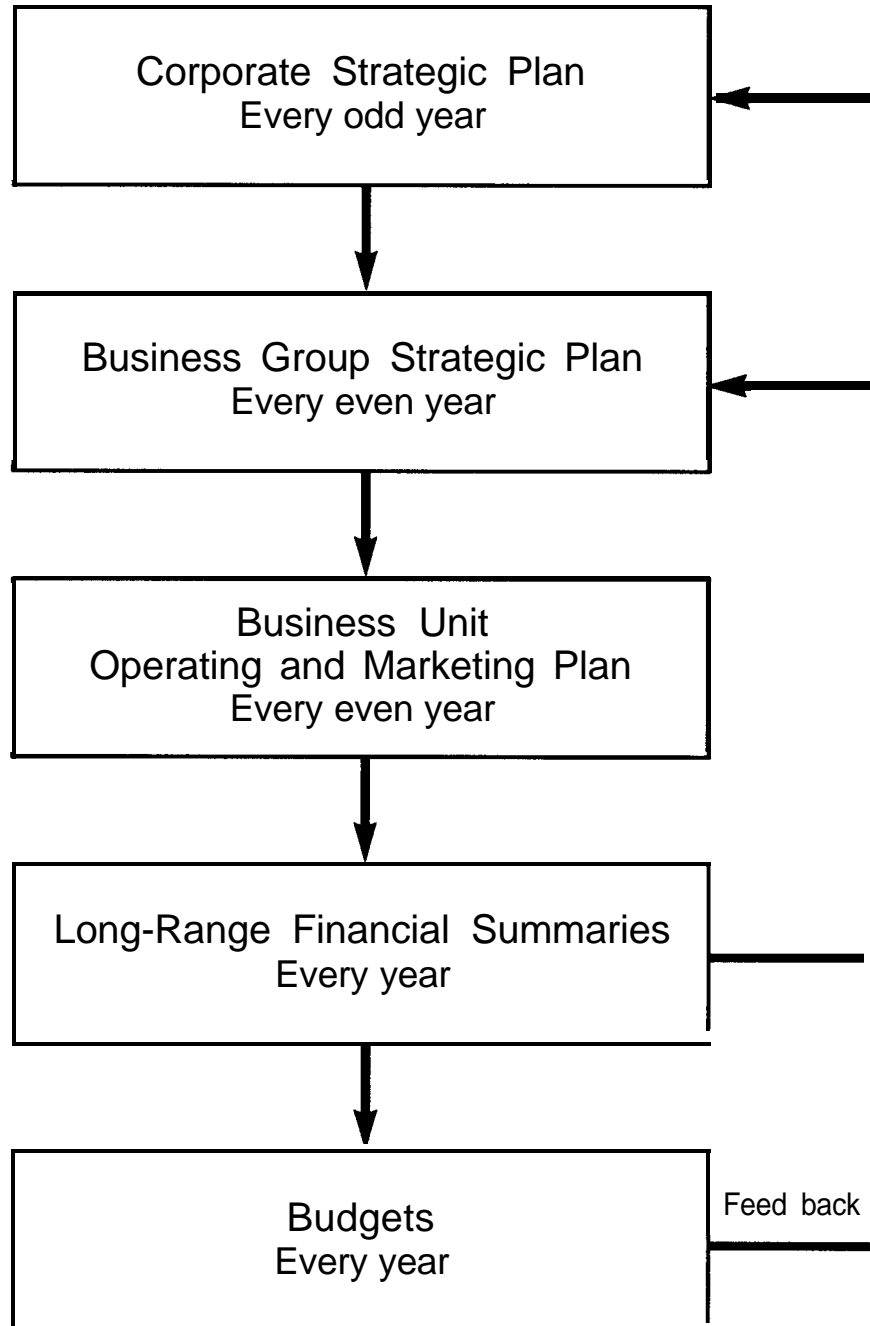 Corporate Strategic Plan
Every odd year
Business Group Strategic Plan
Every even year
Business Unit
Operating and Marketing Plan
Every even year
Long-Range Financial Summaries
Every year
Budgets
Every year
Feed back